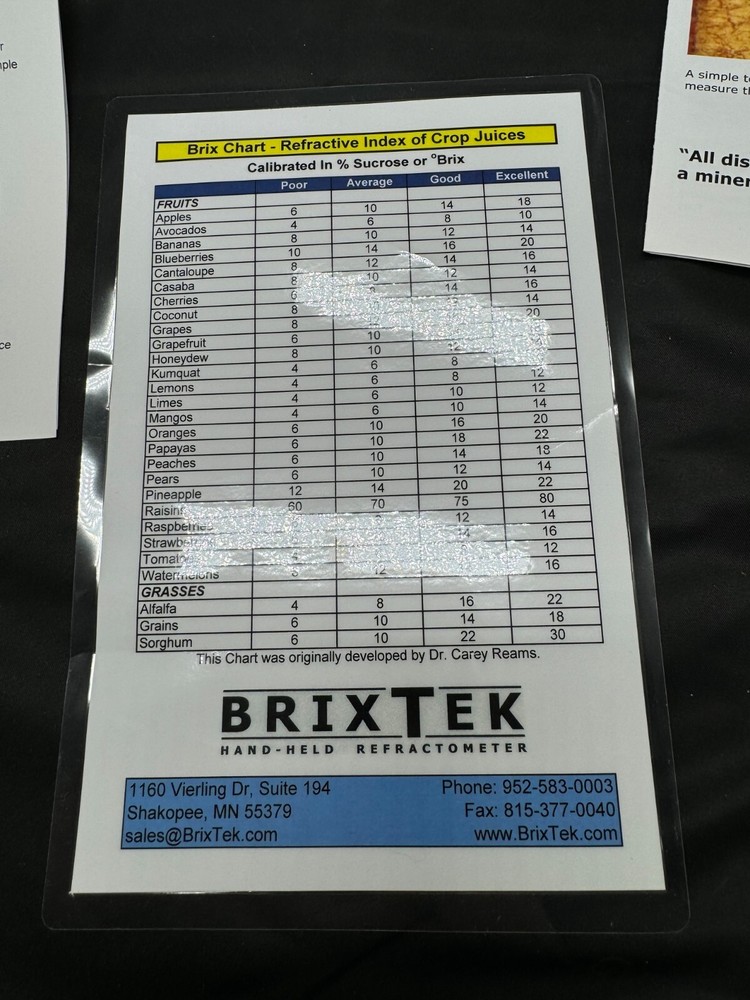 r
nple
ce
A simple t
measure th
"All dis
a miner
Brix Chart - Refractive Index of Crop Juices
Calibrated In % Sucrose or °Brix
Poor Average Good Excellent
FRUITS
Apples 6 10 14 18
Avocados 4 6 8 10
Bananas 8 10 12 14
Blueberries 10 14 16 20
Cantaloupe 8 12 14 16
Casaba 8 10 12 14
Cherries 6 14 16
Coconut 8 14
Grapes 8 20
Grapefruit 6 10
Honeydew 8 10 12
Kumquat 4 6 8
Lemons 4 6 8 12
Limes 4 6 10 12
Mangos 4 6 10 14
Oranges 6 10 16 20
Papayas 6 10 18 22
Peaches 6 10 14 18
Pears 6 10 12 14
Pineapple 12 14 20 22
Raisins 60 70 75 80
Raspberries 12 14
Strawberries 14 16
12
Watermelons 12 16
GRASSES
Alfalfa 4 8 16 22
Grains 6 10 14 18
Sorghum 6 10 22 30
This Chart was originally developed by Dr. Carey Reams.
BRIXTEK
HAND-HELD REFRACTOMETER
1160 Vierling Dr, Suite 194 Phone: 952-583-0003
Shakopee, MN 55379 Fax: 815-377-0040
sales@BrixTek.com www.BrixTek.com